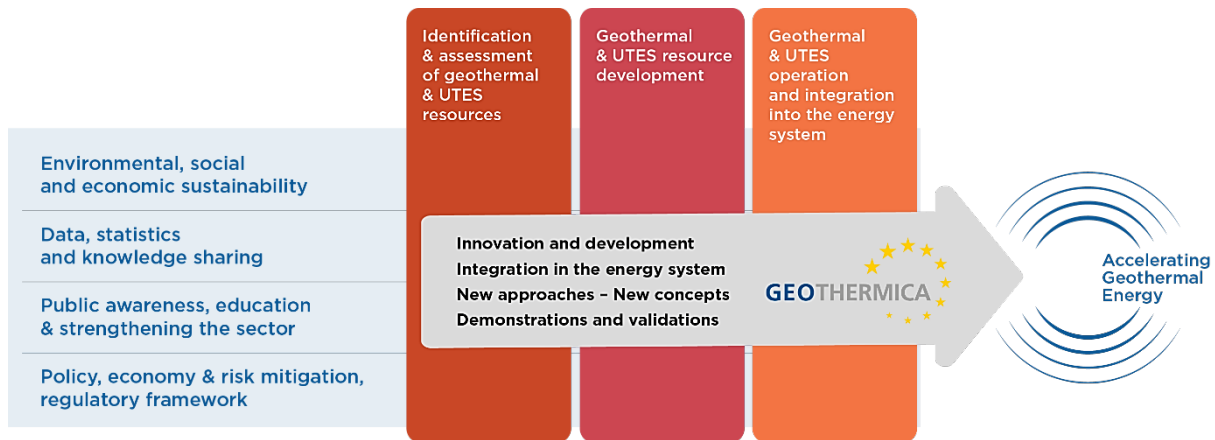 Identification
& assessment
of geothermal
& UTES
resources
Geothermal
& UTES resource
development
Geothermal
& UTES
operation
and integration
into the energy
system
Environmental, social
and economic sustainability
Data, statistics
and knowledge sharing
Public awareness, education
& strengthening the sector
Policy, economy & risk mitigation,
regulatory framework
Innovation and development
Integration in the energy system
New approaches – New concepts
Demonstrations and validations
GEOTHERMICA
Accelerating
Geothermal
Energy